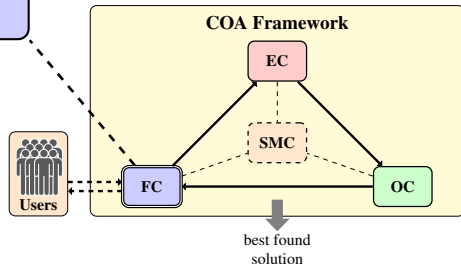 COA Framework
EC
SMC
Users
FC
OC
best found
solution